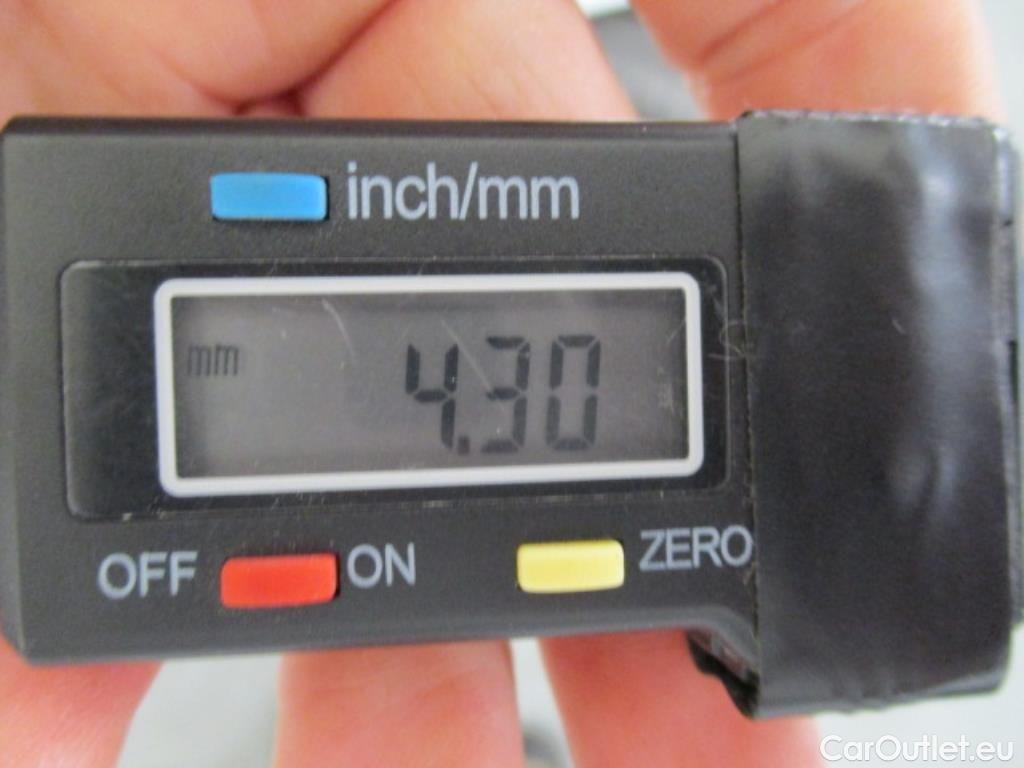 inch/mm
mm 4.30
OFF ON ZERO
CarOutlet.eu